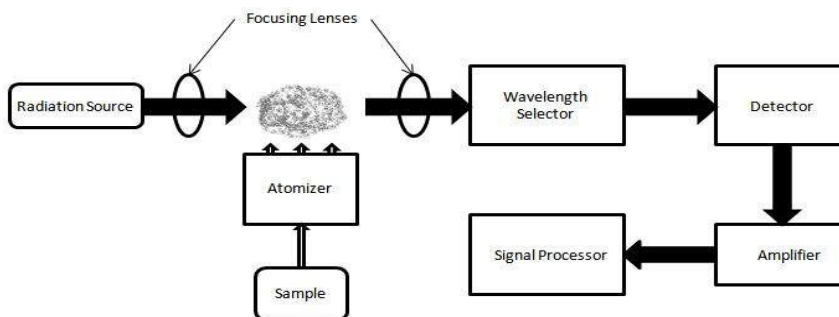 Focusing Lenses
Radiation Source
Wavelength
Selector
Detector
Atomizer
Signal Processor
Amplifier
Sample